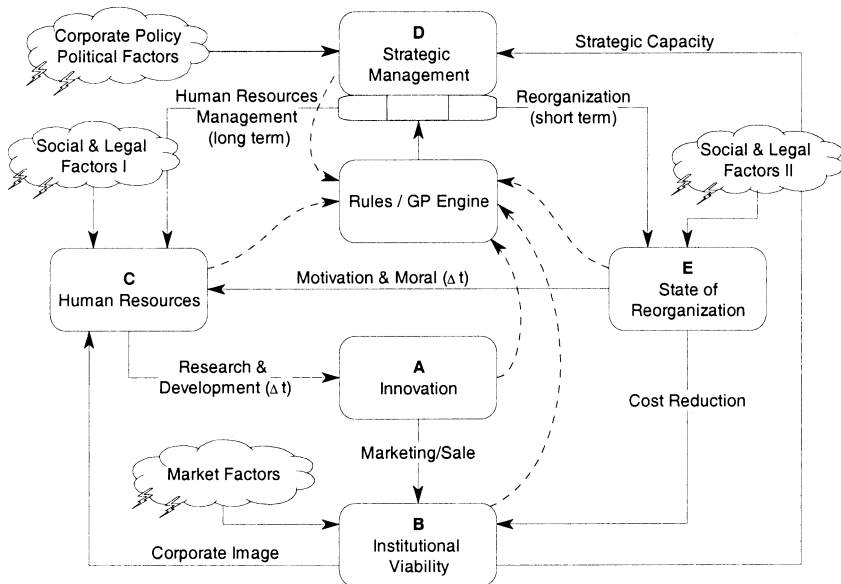 Corporate Policy
Political Factors
D
Strategic
Management
Strategic Capacity
Human Resources
Management
(long term)
Reorganization
(short term)
Social & Legal
Factors I
Social & Legal
Factors II
Rules / GP Engine
C
Human Resources
Motivation & Moral (Δ t)
E
State of
Reorganization
Research &
Development (Δ t)
A
Innovation
Cost Reduction
Marketing/Sale
Market Factors
B
Institutional
Viability
Corporate Image